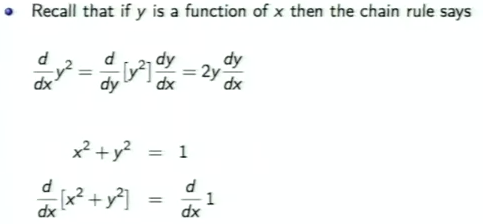 • Recall that if y is a function of x then the chain rule says
d/dx y² = d/dy [y²] dy/dx = 2y dy/dx
x² + y² = 1
d/dx [x² + y²] = d/dx 1